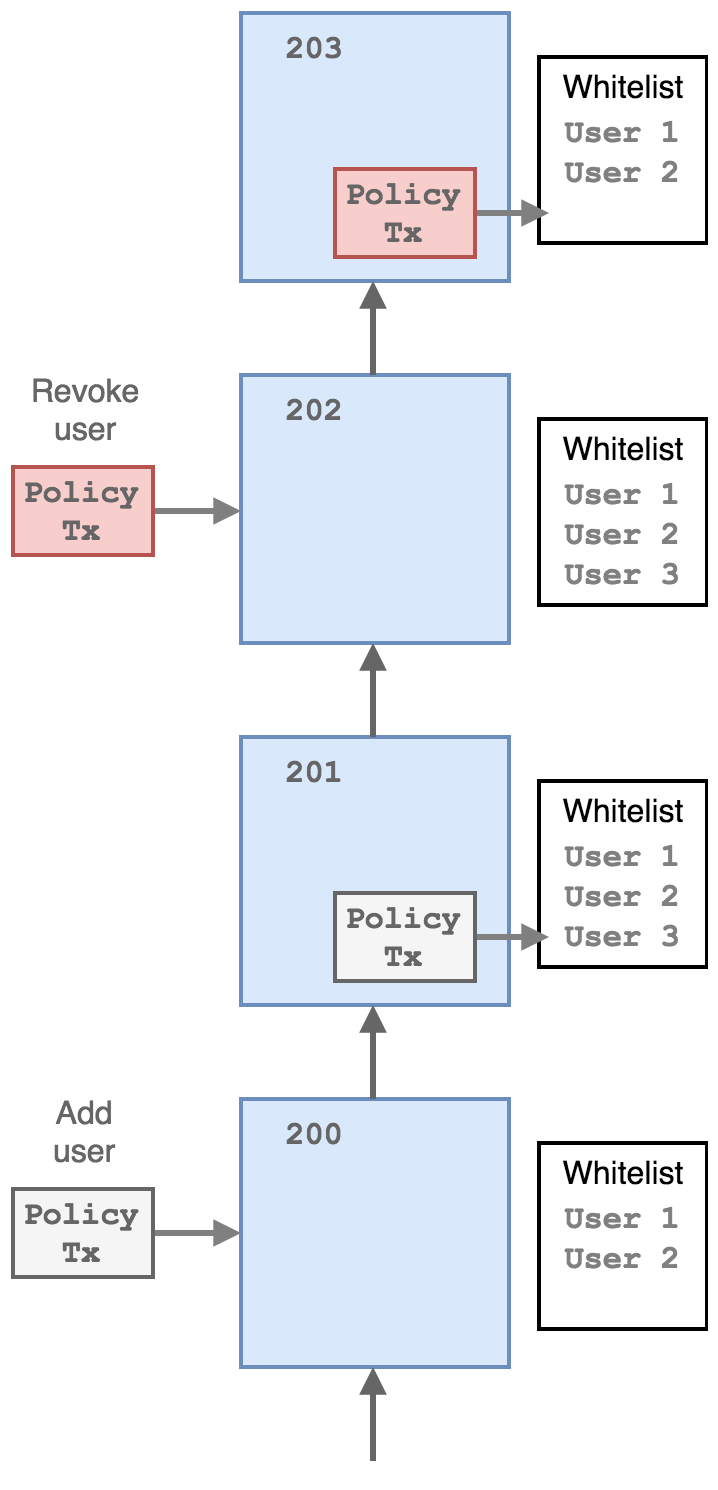 203
Policy
Tx
Whitelist
User 1
User 2
Revoke
user
Policy
Tx
202
Whitelist
User 1
User 2
User 3
201
Policy
Tx
Whitelist
User 1
User 2
User 3
Add
user
Policy
Tx
200
Whitelist
User 1
User 2